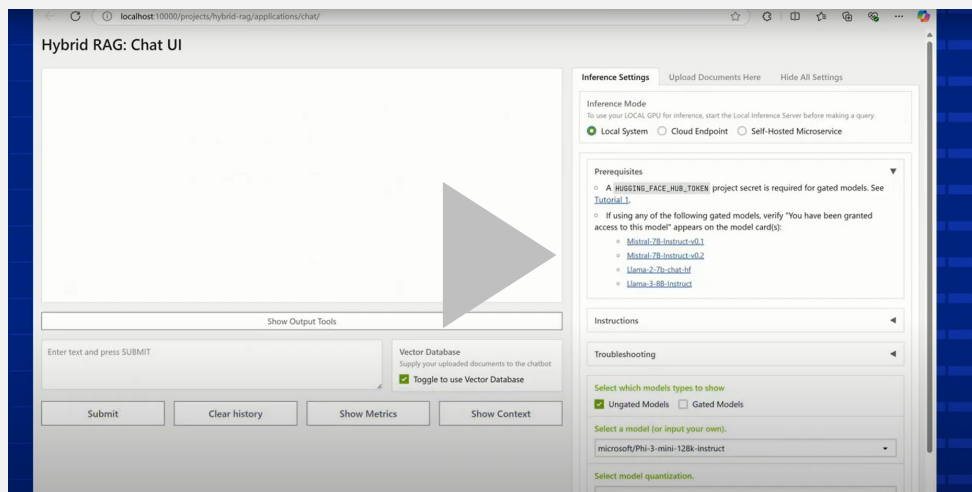 localhost:10000/projects/hybrid-rag/applications/chat/
Hybrid RAG: Chat UI
Inference Settings
Upload Documents Here
Hide All Settings
Inference Mode
To use your LOCAL GPU for inference, start the Local Inference Server before making a query.
Local System
Cloud Endpoint
Self-Hosted Microservice
Prerequisites
A HUGGING_FACE_HUB_TOKEN project secret is required for gated models. See
Tutorial 1.
If using any of the following gated models, verify "You have been granted
access to this model" appears on the model card(s):
Mistral-7B-Instruct-v0.1
Mistral-7B-Instruct-v0.2
Llama-2-7b-chat-hf
Llama-3-8B-Instruct
Show Output Tools
Instructions
Enter text and press SUBMIT
Vector Database
Supply your uploaded documents to the chatbot
Toggle to use Vector Database
Troubleshooting
Submit
Clear history
Show Metrics
Show Context
Select which models types to show
Ungated Models
Gated Models
Select a model (or input your own).
microsoft/Phi-3-mini-128k-instruct
Select model quantization.